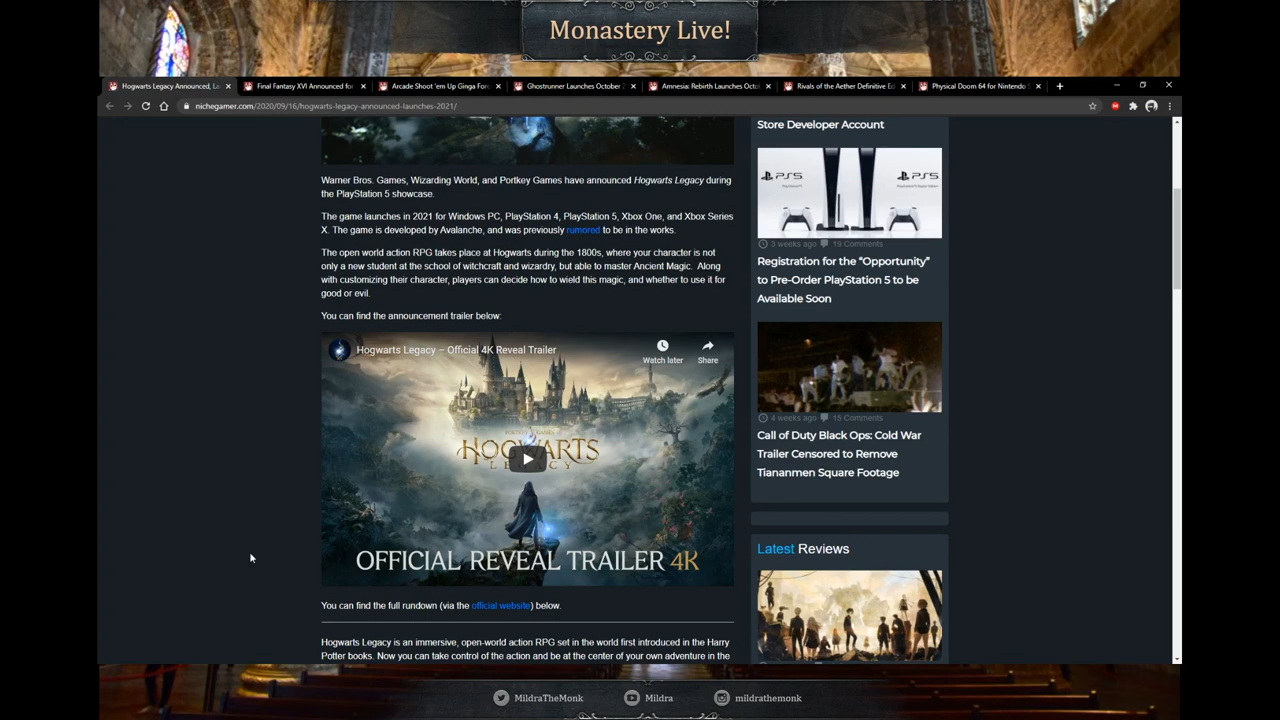 Monastery Live!
Hogwarts Legacy Announced, La
Final Fantasy XVI Announced for
Arcade Shoot 'em Up Ginga For
Ghostrunner Launches October 2
Amnesia: Rebirth Launches Octo
Rivals of the Aether Definitive Ed
Physical Doom 64 for Nintendo S
nichegamer.com/2020/09/16/hogwarts-legacy-announced-launches-2021/
Warner Bros. Games, Wizarding World, and Portkey Games have announced Hogwarts Legacy during
the PlayStation 5 showcase.
The game launches in 2021 for Windows PC, PlayStation 4, PlayStation 5, Xbox One, and Xbox Series
X. The game is developed by Avalanche, and was previously rumored to be in the works.
The open world action RPG takes place at Hogwarts during the 1800s, where your character is not
only a new student at the school of witchcraft and wizardry, but able to master Ancient Magic. Along
with customizing their character, players can decide how to wield this magic, and whether to use it for
good or evil.
You can find the announcement trailer below:
Hogwarts Legacy – Official 4K Reveal Trailer
Watch later
Share
HOGWARTS
LEGACY
OFFICIAL REVEAL TRAILER 4K
You can find the full rundown (via the official website) below.
Hogwarts Legacy is an immersive, open-world action RPG set in the world first introduced in the Harry
Potter books. Now you can take control of the action and be at the center of your own adventure in the
Store Developer Account
PS5
PS5
3 weeks ago 19 Comments
Registration for the “Opportunity”
to Pre-Order PlayStation 5 to be
Available Soon
4 weeks ago 15 Comments
Call of Duty Black Ops: Cold War
Trailer Censored to Remove
Tiananmen Square Footage
Latest Reviews
MildraTheMonk
Mildra
mildrathemonk